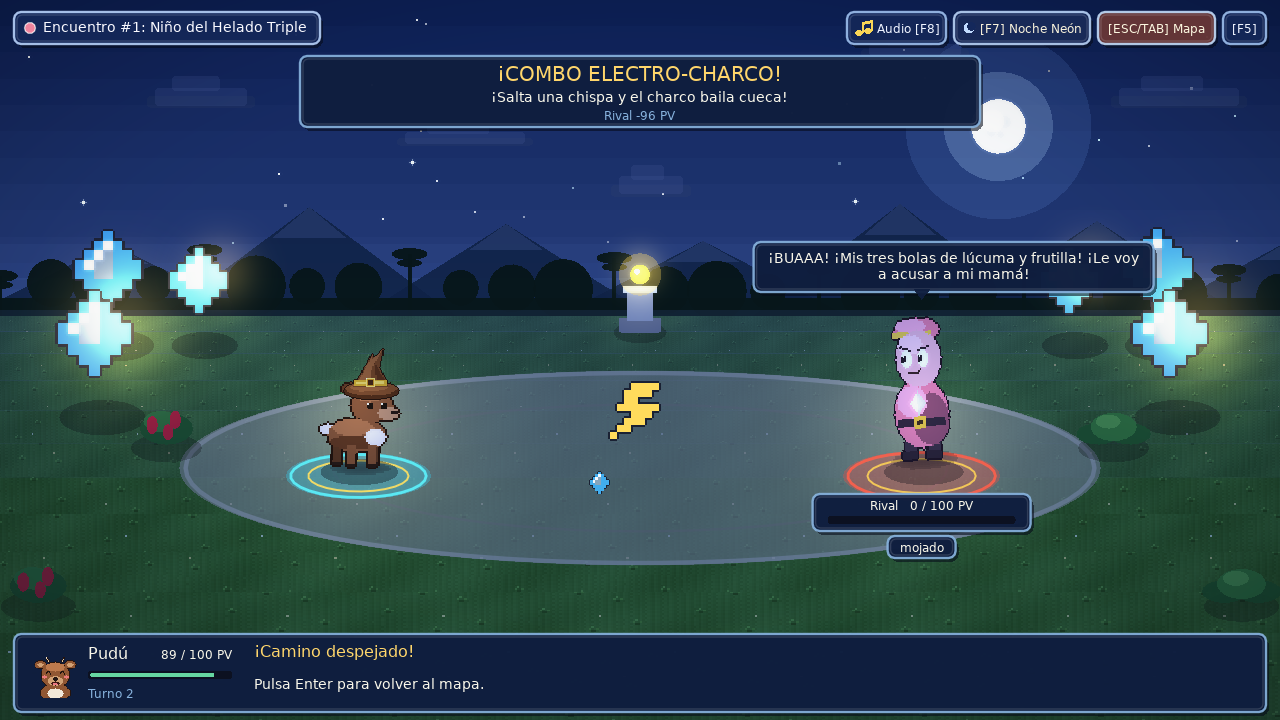 Encuentro #1: Niño del Helado Triple
Audio [F8]
[F7] Noche Neón
[ESC/TAB] Mapa
[F5]
¡COMBO ELECTRO-CHARCO!
¡Salta una chispa y el charco baila cueca!
Rival -96 PV
¡BUAAA! ¡Mis tres bolas de lúcuma y frutilla! ¡Le voy
a acusar a mi mamá!
Rival 0 / 100 PV
mojado
Pudú 89 / 100 PV
Turno 2
¡Camino despejado!
Pulsa Enter para volver al mapa.